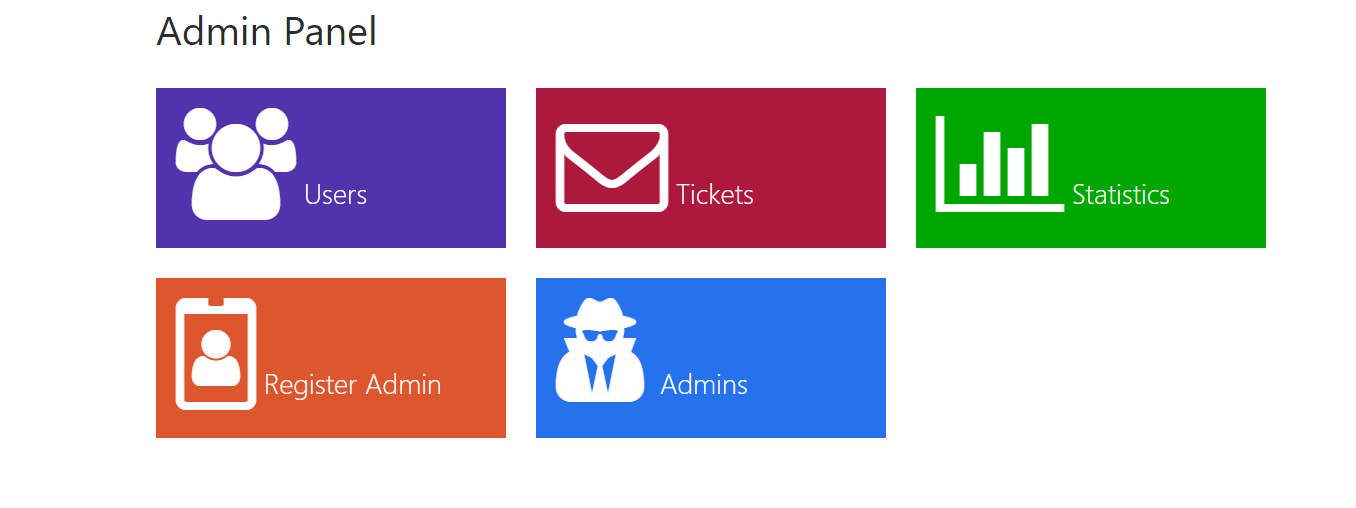 Admin Panel
Users
Tickets
Statistics
Register Admin
Admins